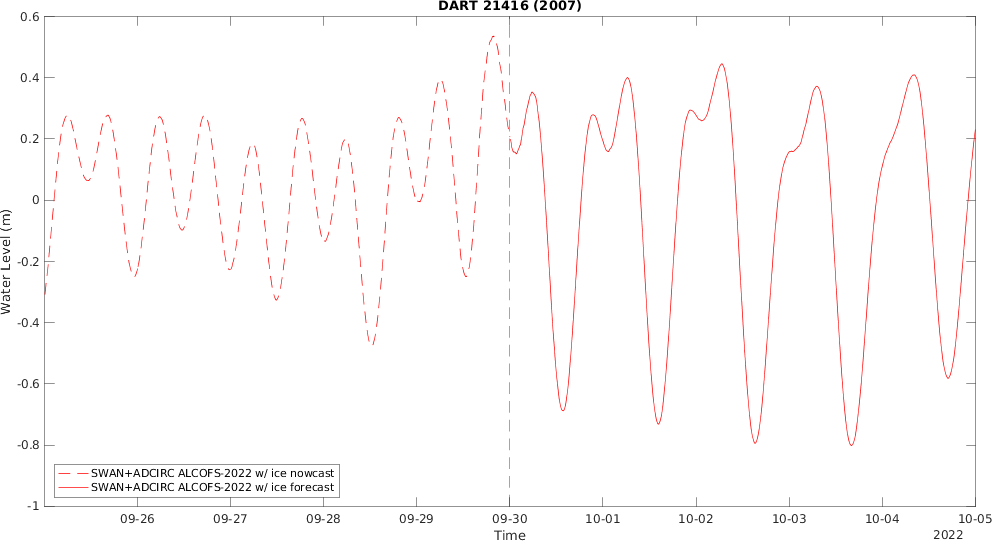 DART 21416 (2007)
0.6
0.4
0.2
0
-0.2
-0.4
-0.6
-0.8
-1
Water Level (m)
SWAN+ADCIRC ALCOFS-2022 w/ ice nowcast
SWAN+ADCIRC ALCOFS-2022 w/ ice forecast
09-26 09-27 09-28 09-29 09-30 10-01 10-02 10-03 10-04 10-05
Time
2022